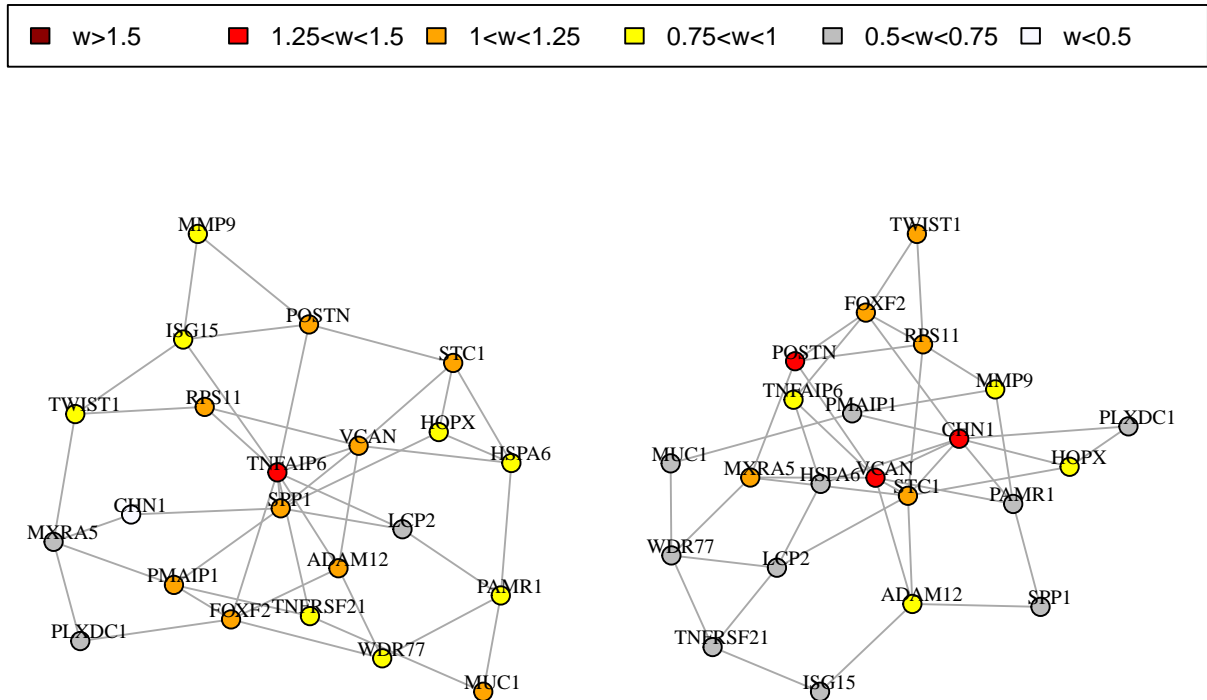 w>1.5 1.25<w<1.5 1<w<1.25 0.75<w<1 0.5<w<0.75 w<0.5
MMP9
POSTN
ISG15
STC1
RPS11
TWIST1
HOPX
VCAN
HSPA6
TNFAIP6
SPP1
CHN1
LCP2
MXRA5
ADAM12
PMAIP1
PAMR1
FOXF2
TNFRSF21
PLXDC1
WDR77
MUC1
TWIST1
FOXF2
RPS11
POSTN
MMP9
TNFAIP6
PMAIP1
PLXDC1
CHN1
MUC1
HOPX
MXRA5
HSPA6
VCAN
STC1
PAMR1
WDR77
LCP2
ADAM12
SPP1
TNFRSF21
ISG15